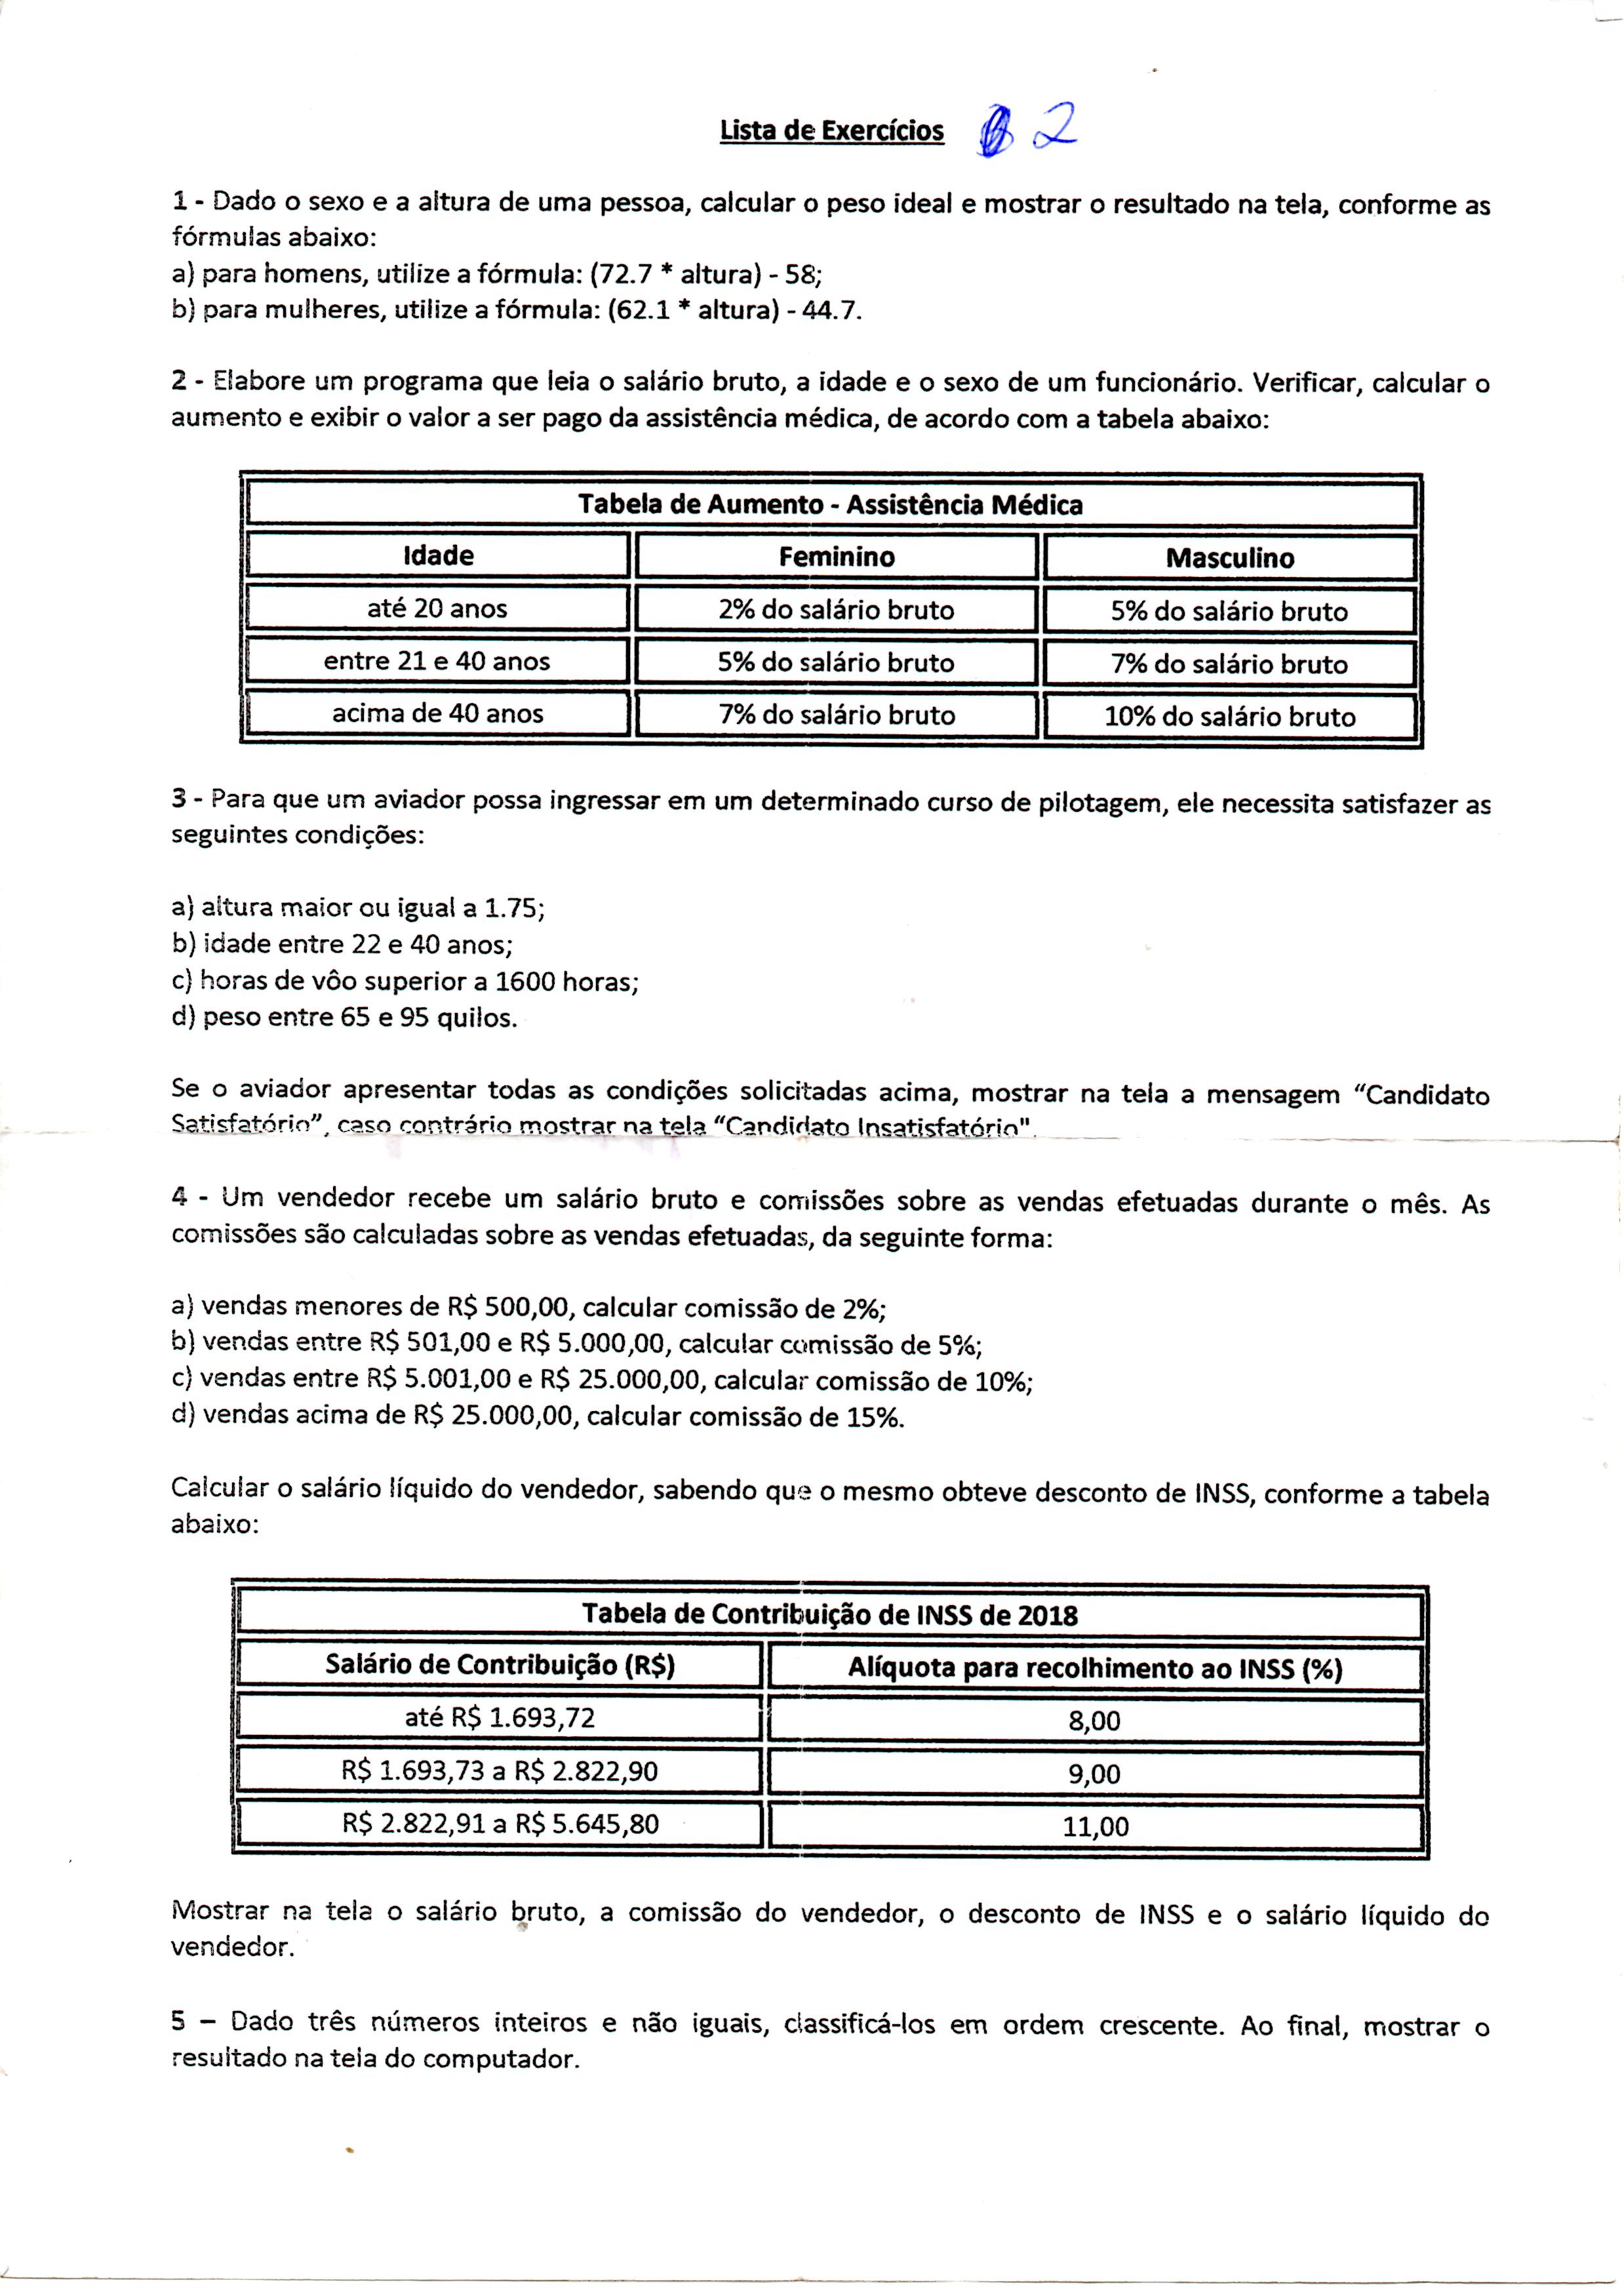 Lista de Exercícios 2
1 - Dado o sexo e a altura de uma pessoa, calcular o peso ideal e mostrar o resultado na tela, conforme as
fórmulas abaixo:
a) para homens, utilize a fórmula: (72.7 * altura) - 58;
b) para mulheres, utilize a fórmula: (62.1 * altura) - 44.7.
2 - Elabore um programa que leia o salário bruto, a idade e o sexo de um funcionário. Verificar, calcular o
aumento e exibir o valor a ser pago da assistência médica, de acordo com a tabela abaixo:
Tabela de Aumento - Assistência Médica
Idade Feminino Masculino
até 20 anos 2% do salário bruto 5% do salário bruto
entre 21 e 40 anos 5% do salário bruto 7% do salário bruto
acima de 40 anos 7% do salário bruto 10% do salário bruto
3 - Para que um aviador possa ingressar em um determinado curso de pilotagem, ele necessita satisfazer as
seguintes condições:
a) altura maior ou igual a 1.75;
b) idade entre 22 e 40 anos;
c) horas de vôo superior a 1600 horas;
d) peso entre 65 e 95 quilos.
Se o aviador apresentar todas as condições solicitadas acima, mostrar na tela a mensagem “Candidato
Satisfatório”, caso contrário mostrar na tela “Candidato Insatisfatório".
4 - Um vendedor recebe um salário bruto e comissões sobre as vendas efetuadas durante o mês. As
comissões são calculadas sobre as vendas efetuadas, da seguinte forma:
a) vendas menores de R$ 500,00, calcular comissão de 2%;
b) vendas entre R$ 501,00 e R$ 5.000,00, calcular comissão de 5%;
c) vendas entre R$ 5.001,00 e R$ 25.000,00, calcular comissão de 10%;
d) vendas acima de R$ 25.000,00, calcular comissão de 15%.
Calcular o salário líquido do vendedor, sabendo que o mesmo obteve desconto de INSS, conforme a tabela
abaixo:
Tabela de Contribuição de INSS de 2018
Salário de Contribuição (R$) Alíquota para recolhimento ao INSS (%)
até R$ 1.693,72 8,00
R$ 1.693,73 a R$ 2.822,90 9,00
R$ 2.822,91 a R$ 5.645,80 11,00
Mostrar na tela o salário bruto, a comissão do vendedor, o desconto de INSS e o salário líquido do
vendedor.
5 – Dado três números inteiros e não iguais, classificá-los em ordem crescente. Ao final, mostrar o
resultado na tela do computador.